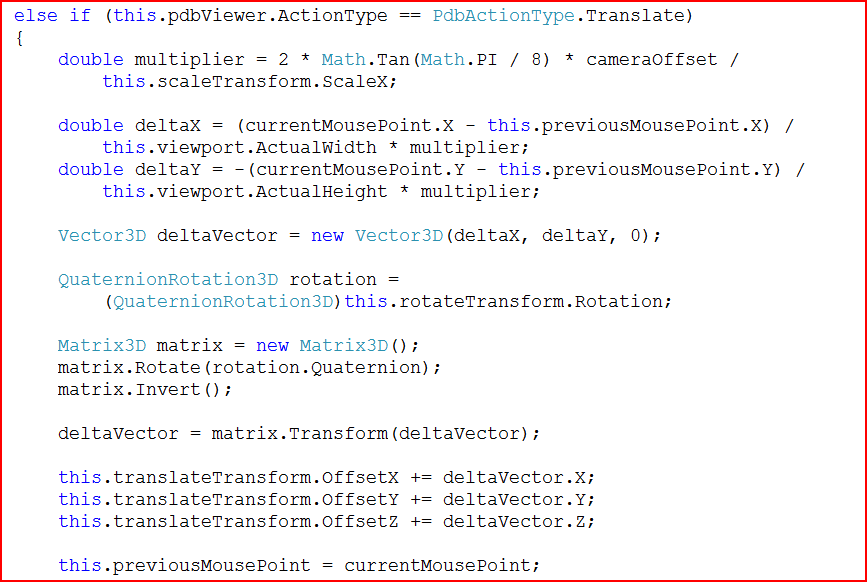 else if (this.pdbViewer.ActionType == PdbActionType.Translate)
{
    double multiplier = 2 * Math.Tan(Math.PI / 8) * cameraOffset /
        this.scaleTransform.ScaleX;

    double deltaX = (currentMousePoint.X - this.previousMousePoint.X) /
        this.viewport.ActualWidth * multiplier;
    double deltaY = -(currentMousePoint.Y - this.previousMousePoint.Y) /
        this.viewport.ActualHeight * multiplier;

    Vector3D deltaVector = new Vector3D(deltaX, deltaY, 0);

    QuaternionRotation3D rotation =
        (QuaternionRotation3D)this.rotateTransform.Rotation;

    Matrix3D matrix = new Matrix3D();
    matrix.Rotate(rotation.Quaternion);
    matrix.Invert();

    deltaVector = matrix.Transform(deltaVector);

    this.translateTransform.OffsetX += deltaVector.X;
    this.translateTransform.OffsetY += deltaVector.Y;
    this.translateTransform.OffsetZ += deltaVector.Z;

    this.previousMousePoint = currentMousePoint;